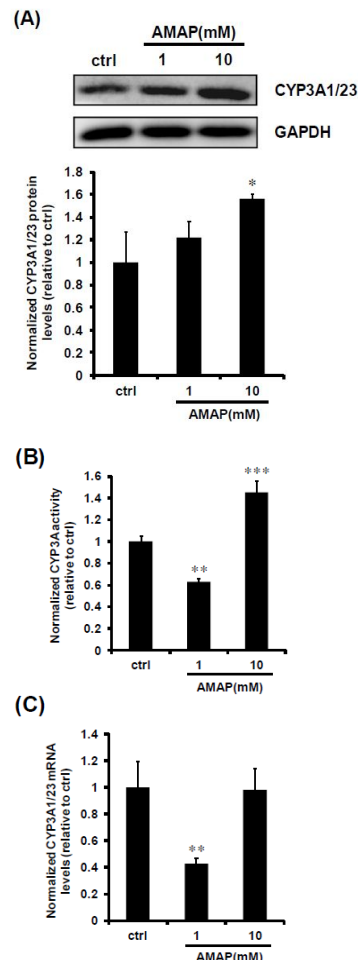 (A)
AMAP(mM)
ctrl 1 10
CYP3A1/23
GAPDH
Normalized CYP3A1/23 protein
levels (relative to ctrl)
1.8
1.6
1.4
1.2
1
0.8
0.6
0.4
0.2
0
*
ctrl 1 10
AMAP(mM)
(B)
Normalized CYP3A activity
(relative to ctrl)
1.6
1.4
1.2
1
0.8
0.6
0.4
0.2
0
**
***
ctrl 1 10
AMAP(mM)
(C)
Normalized CYP3A1/23 mRNA
levels (relative to ctrl)
1.4
1.2
1
0.8
0.6
0.4
0.2
0
**
ctrl 1 10
AMAP(mM)